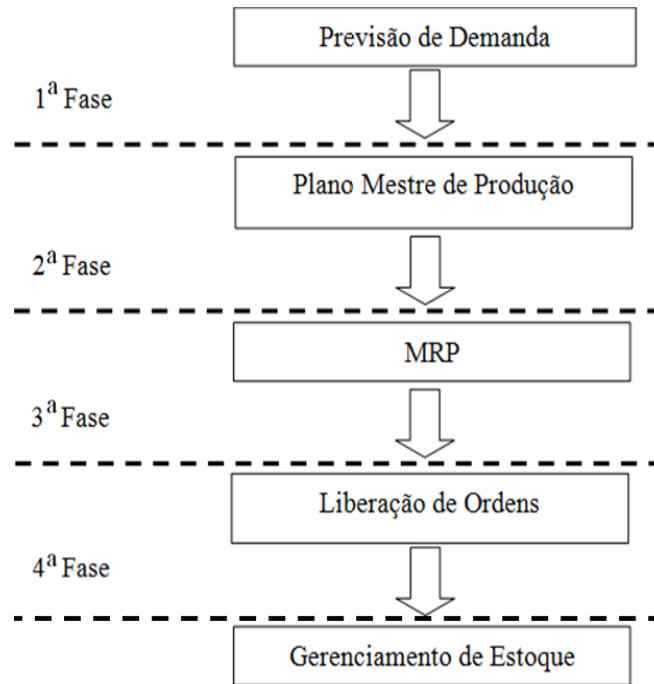 Previsão de Demanda
1ª Fase
Plano Mestre de Produção
2ª Fase
MRP
3ª Fase
Liberação de Ordens
4ª Fase
Gerenciamento de Estoque